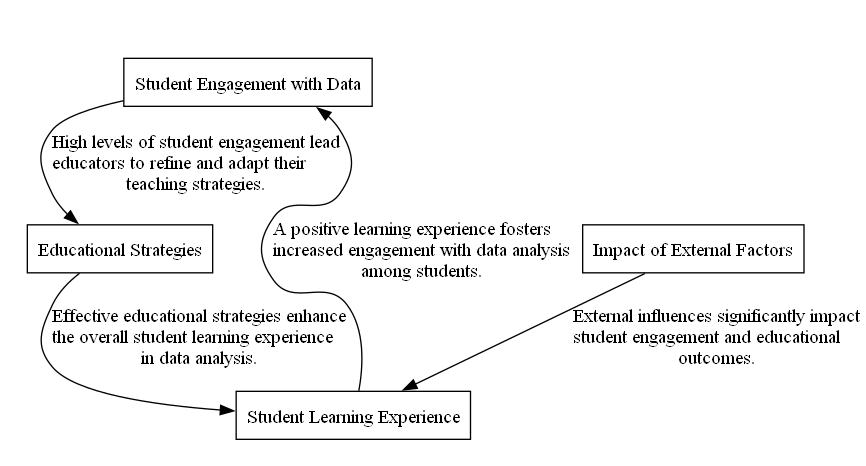 Student Engagement with Data
High levels of student engagement lead
educators to refine and adapt their
teaching strategies.
Educational Strategies
A positive learning experience fosters
increased engagement with data analysis
among students.
Impact of External Factors
Effective educational strategies enhance
the overall student learning experience
in data analysis.
External influences significantly impact
student engagement and educational
outcomes.
Student Learning Experience